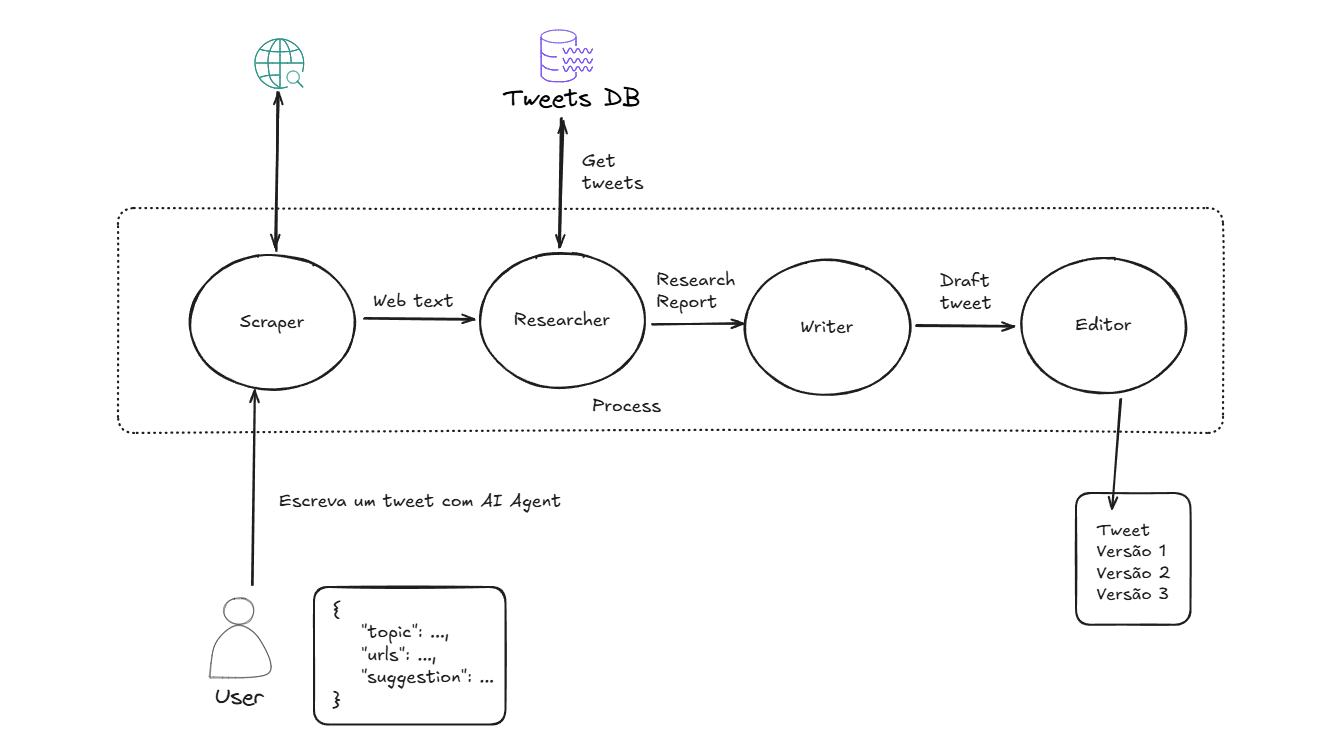 Tweets DB
Get
tweets
Scraper
Web text
Researcher
Research
Report
Writer
Draft
tweet
Editor
Process
Escreva um tweet com AI Agent
User
{
"topic": ...,
"urls": ...,
"suggestion": ...
}
Tweet
Versão 1
Versão 2
Versão 3